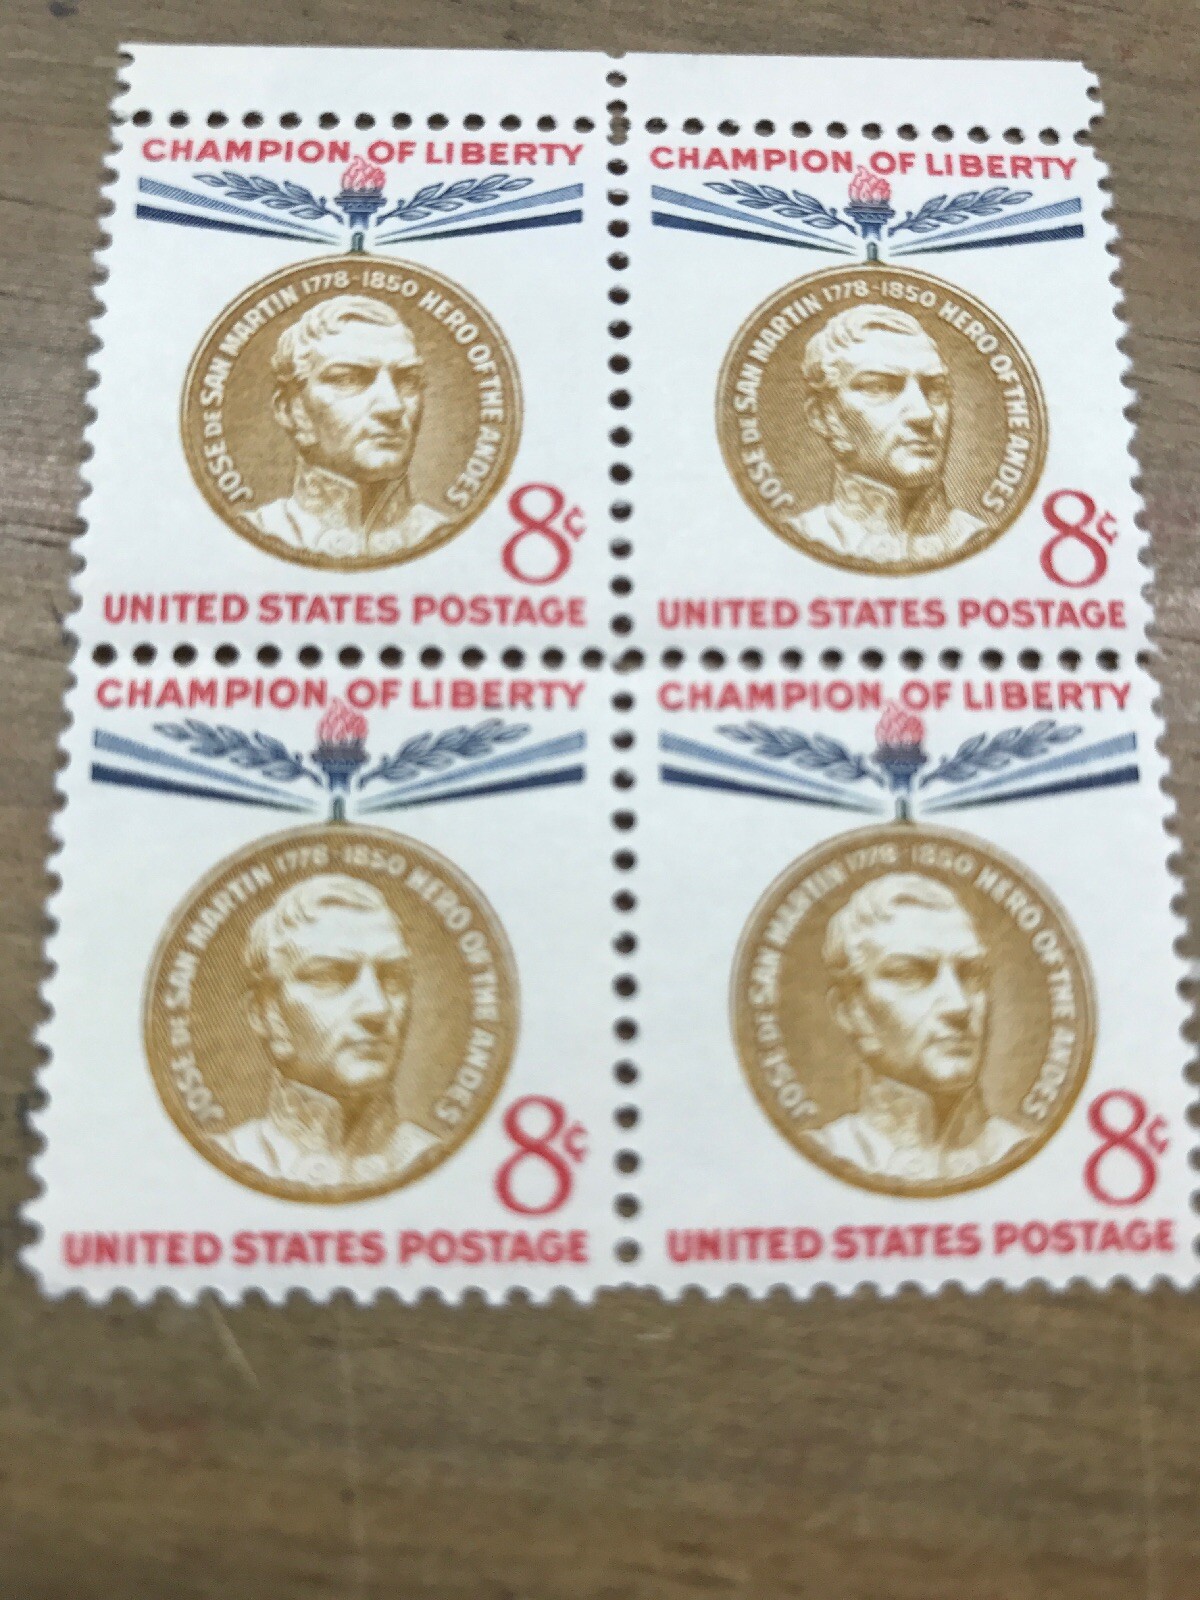 CHAMPION OF LIBERTY
JOSE DE SAN MARTIN 1778-1850 HERO OF THE ANDES
8¢
UNITED STATES POSTAGE
CHAMPION OF LIBERTY
JOSE DE SAN MARTIN 1778-1850 HERO OF THE ANDES
8¢
UNITED STATES POSTAGE
CHAMPION OF LIBERTY
JOSE DE SAN MARTIN 1778-1850 HERO OF THE ANDES
8¢
UNITED STATES POSTAGE
CHAMPION OF LIBERTY
JOSE DE SAN MARTIN 1778-1850 HERO OF THE ANDES
8¢
UNITED STATES POSTAGE